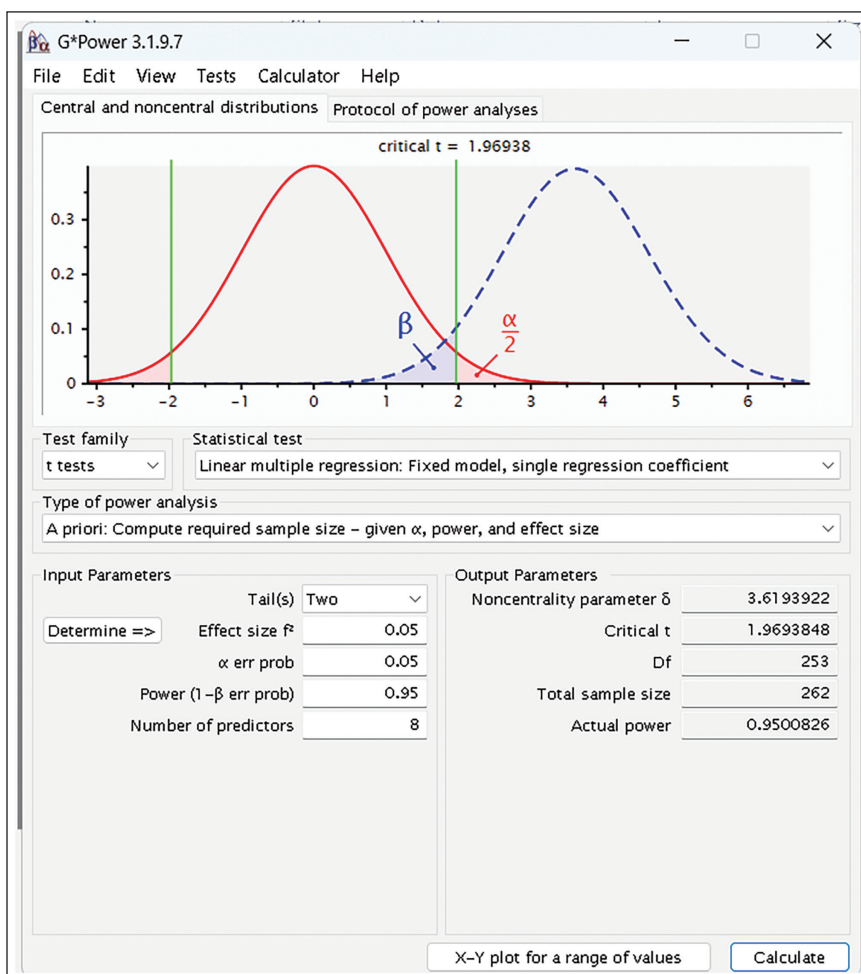 G*Power 3.1.9.7
File Edit View Tests Calculator Help
Central and noncentral distributions Protocol of power analyses
critical t = 1.96938
0.3
0.2
0.1
0
β
α
2
-3 -2 -1 0 1 2 3 4 5 6
Test family Statistical test
t tests Linear multiple regression: Fixed model, single regression coefficient
Type of power analysis
A priori: Compute required sample size – given α, power, and effect size
Input Parameters Output Parameters
Tail(s) Two Noncentrality parameter δ 3.6193922
Determine => Effect size f² 0.05 Critical t 1.9693848
α err prob 0.05 Df 253
Power (1-β err prob) 0.95 Total sample size 262
Number of predictors 8 Actual power 0.9500826
X-Y plot for a range of values Calculate